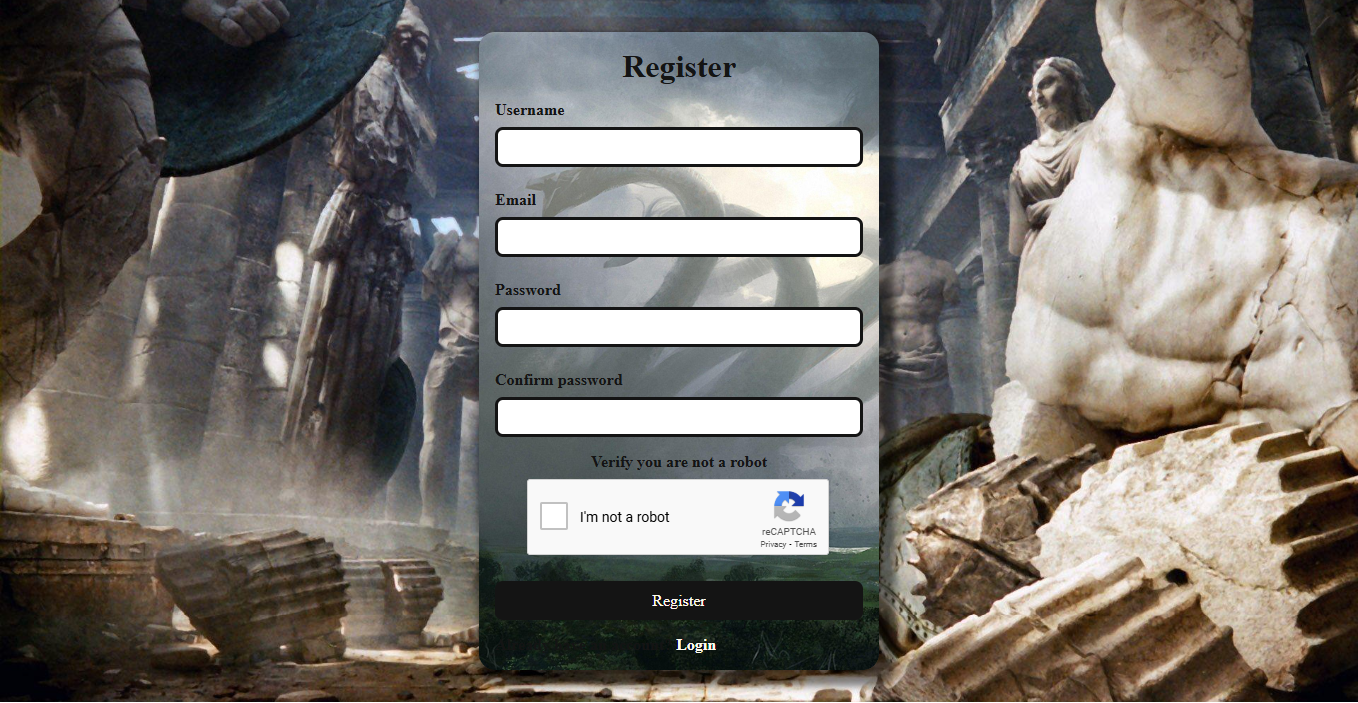 Register
Username
Email
Password
Confirm password
Verify you are not a robot
I'm not a robot
reCAPTCHA
Privacy - Terms
Register
Login